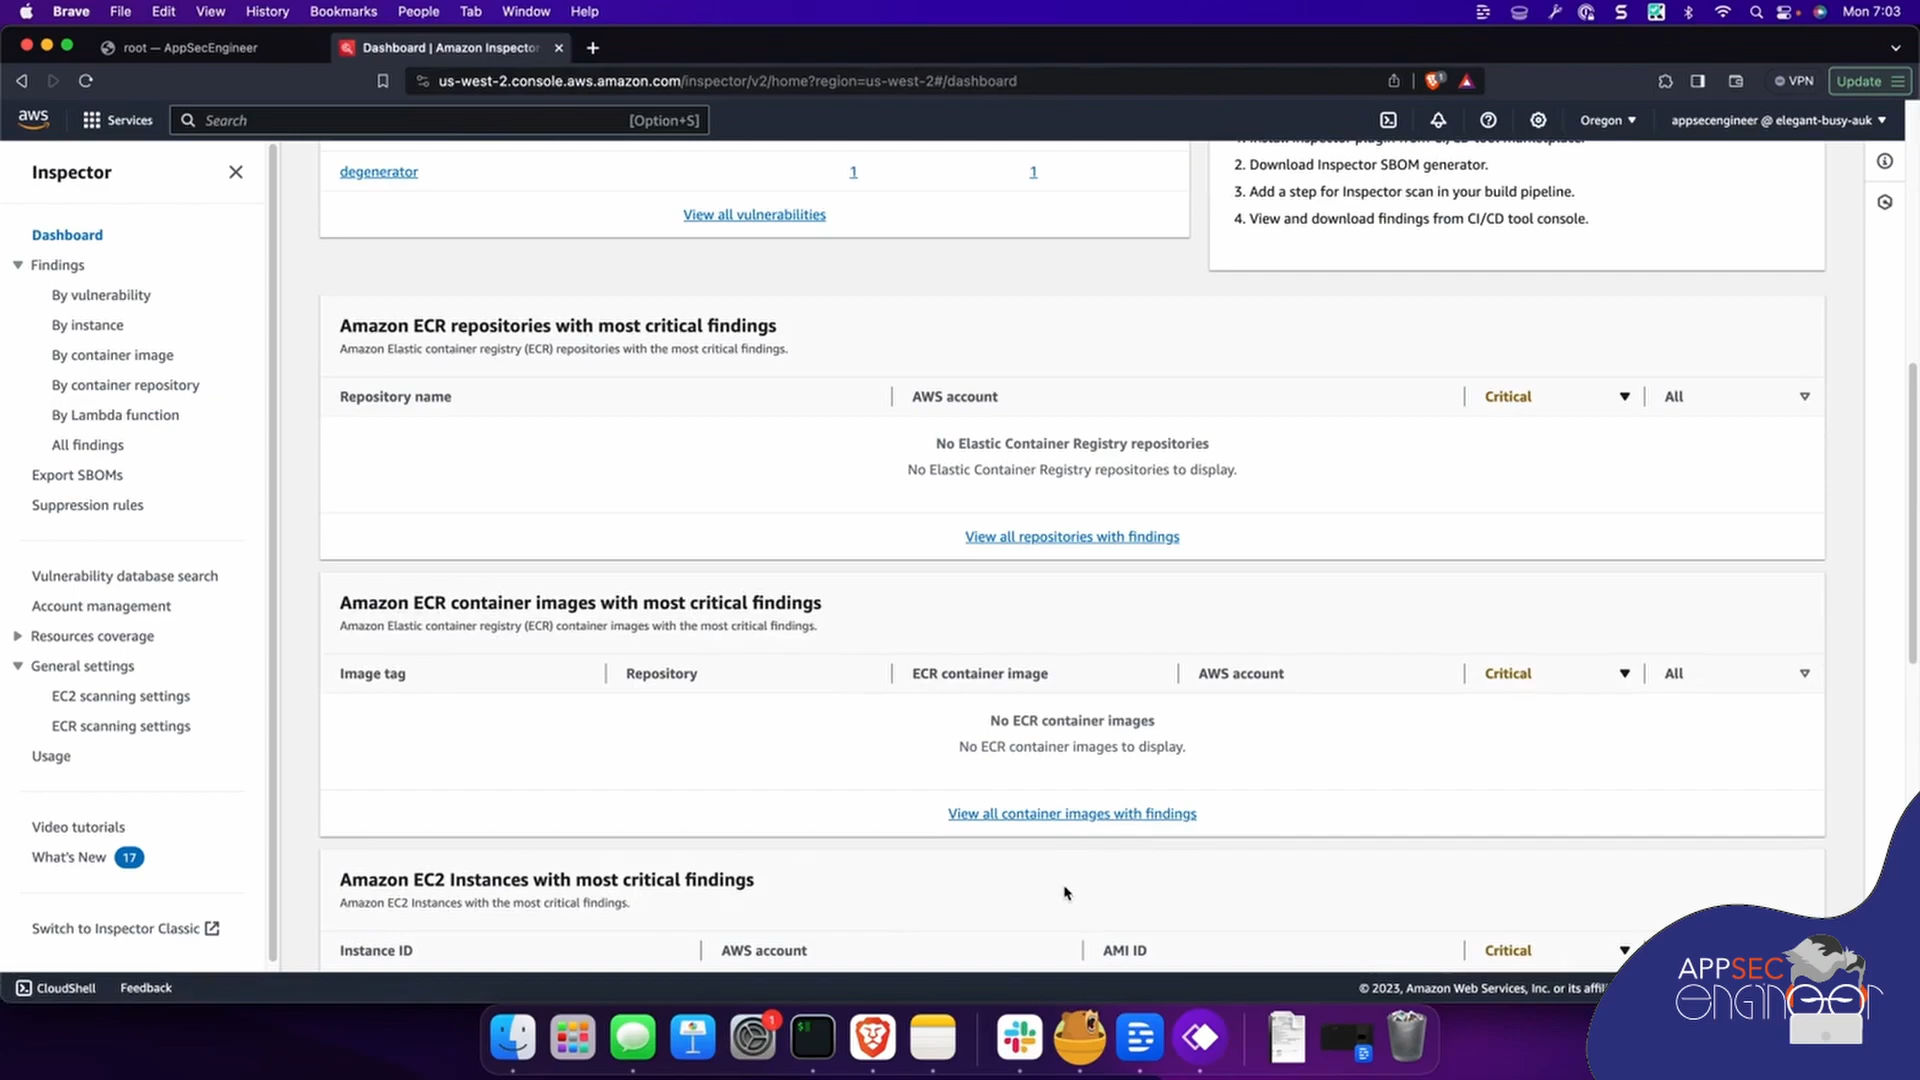 Brave File Edit View History Bookmarks People Tab Window Help Mon 7:03
root — AppSecEngineer Dashboard | Amazon Inspector
us-west-2.console.aws.amazon.com/inspector/v2/home?region=us-west-2#/dashboard VPN Update
aws Services Search [Option+S] Oregon appsecengineer @ elegant-busy-auk
Inspector
Dashboard
Findings
By vulnerability
By instance
By container image
By container repository
By Lambda function
All findings
Export SBOMs
Suppression rules
Vulnerability database search
Account management
Resources coverage
General settings
EC2 scanning settings
ECR scanning settings
Usage
Video tutorials
What's New 17
Switch to Inspector Classic
degenerator 1 1
View all vulnerabilities
2. Download Inspector SBOM generator.
3. Add a step for Inspector scan in your build pipeline.
4. View and download findings from CI/CD tool console.
Amazon ECR repositories with most critical findings
Amazon Elastic container registry (ECR) repositories with the most critical findings.
Repository name AWS account Critical All
No Elastic Container Registry repositories
No Elastic Container Registry repositories to display.
View all repositories with findings
Amazon ECR container images with most critical findings
Amazon Elastic container registry (ECR) container images with the most critical findings.
Image tag Repository ECR container image AWS account Critical All
No ECR container images
No ECR container images to display.
View all container images with findings
Amazon EC2 Instances with most critical findings
Amazon EC2 Instances with the most critical findings.
Instance ID AWS account AMI ID Critical
CloudShell Feedback © 2023, Amazon Web Services, Inc. or its
1
APPSEC
engineer